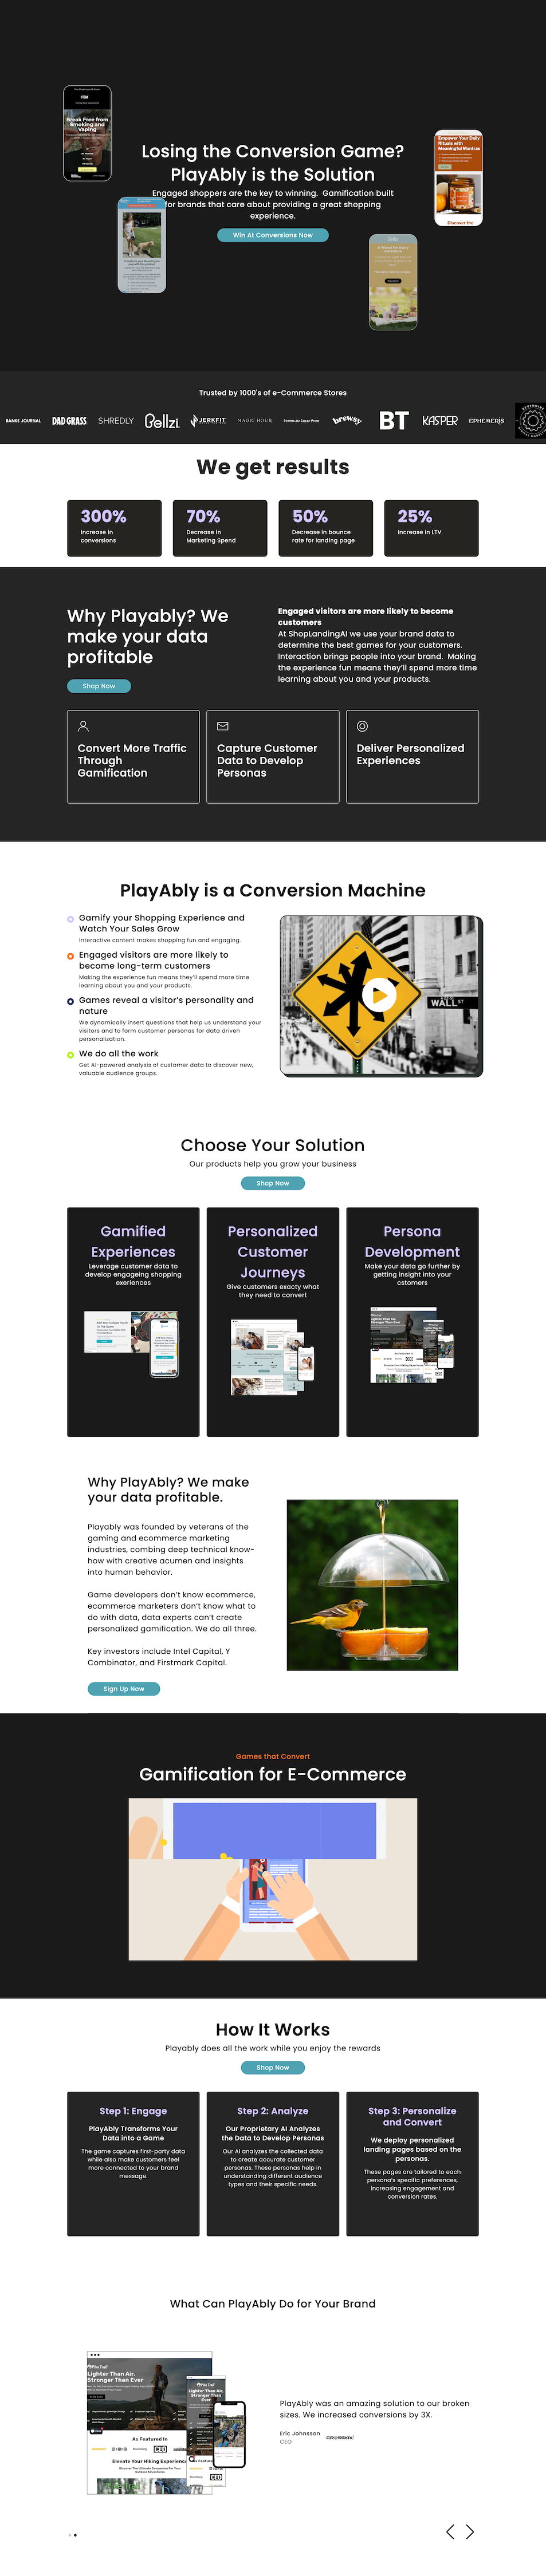 Break Free from
Smoking and
Vaping
Empower Your Daily
Rituals with
Meaningful Mantras
Discover the
Losing the Conversion Game?
PlayAbly is the Solution
Engaged shoppers are the key to winning. Gamification built
for brands that care about providing a great shopping
experience.
Win At Conversions Now
Trusted by 1000's of e-Commerce Stores
BANKS JOURNAL
DAD GRASS
SHREDLY
Pellzi.
JERKFIT
MAGIC HOUR
brewsy
BT
KASPER
EPHEMERIS
We get results
300%
Increase in
conversions
70%
Decrease in
Marketing Spend
50%
Decrease in bounce
rate for landing page
25%
Increase in LTV
Why Playably? We
make your data
profitable
Shop Now
Engaged visitors are more likely to become
customers
At ShopLandingAI we use your brand data to
determine the best games for your customers.
Interaction brings people into your brand. Making
the experience fun means they'll spend more time
learning about you and your products.
Convert More Traffic
Through
Gamification
Capture Customer
Data to Develop
Personas
Deliver Personalized
Experiences
PlayAbly is a Conversion Machine
Gamify your Shopping Experience and
Watch Your Sales Grow
Interactive content makes shopping fun and engaging.
Engaged visitors are more likely to
become long-term customers
Making the experience fun means they'll spend more time
learning about you and your products.
Games reveal a visitor's personality and
nature
We dynamically insert questions that help us understand your
visitors and to form customer personas for data driven
personalization.
We do all the work
Get AI-powered analysis of customer data to discover new,
valuable audience groups.
WALL ST
Choose Your Solution
Our products help you grow your business
Shop Now
Gamified
Experiences
Leverage customer data to
develop engageing shopping
exeriences
Personalized
Customer
Journeys
Give customers exacty what
they need to convert
Persona
Development
Make your data go further by
getting insight into your
cstomers
Why PlayAbly? We make
your data profitable.
Playably was founded by veterans of the
gaming and ecommerce marketing
industries, combing deep technical know-
how with creative acumen and insights
into human behavior.
Game developers don't know ecommerce,
ecommerce marketers don't know what to
do with data, data experts can't create
personalized gamification. We do all three.
Key investors include Intel Capital, Y
Combinator, and Firstmark Capital.
Sign Up Now
Games that Convert
Gamification for E-Commerce
How It Works
Playably does all the work while you enjoy the rewards
Shop Now
Step 1: Engage
PlayAbly Transforms Your
Data into a Game
The game captures first-party data
while also make customers feel
more connected to your brand
message.
Step 2: Analyze
Our Proprietary AI Analyzes
the Data to Develop Personas
Our AI analyzes the collected data
to create accurate customer
personas. These personas help in
understanding different audience
types and their specific needs.
Step 3: Personalize
and Convert
We deploy personalized
landing pages based on the
personas.
These pages are tailored to each
persona's specific preferences,
increasing engagement and
conversion rates.
What Can PlayAbly Do for Your Brand
Lighter Than Air,
Stronger Than Ever
As Featured In
Elevate Your Hiking Experience
Lighter Than Air,
Stronger Than
Ever
PlayAbly was an amazing solution to our broken
sizes. We increased conversions by 3X.
Eric Johnsson
CEO